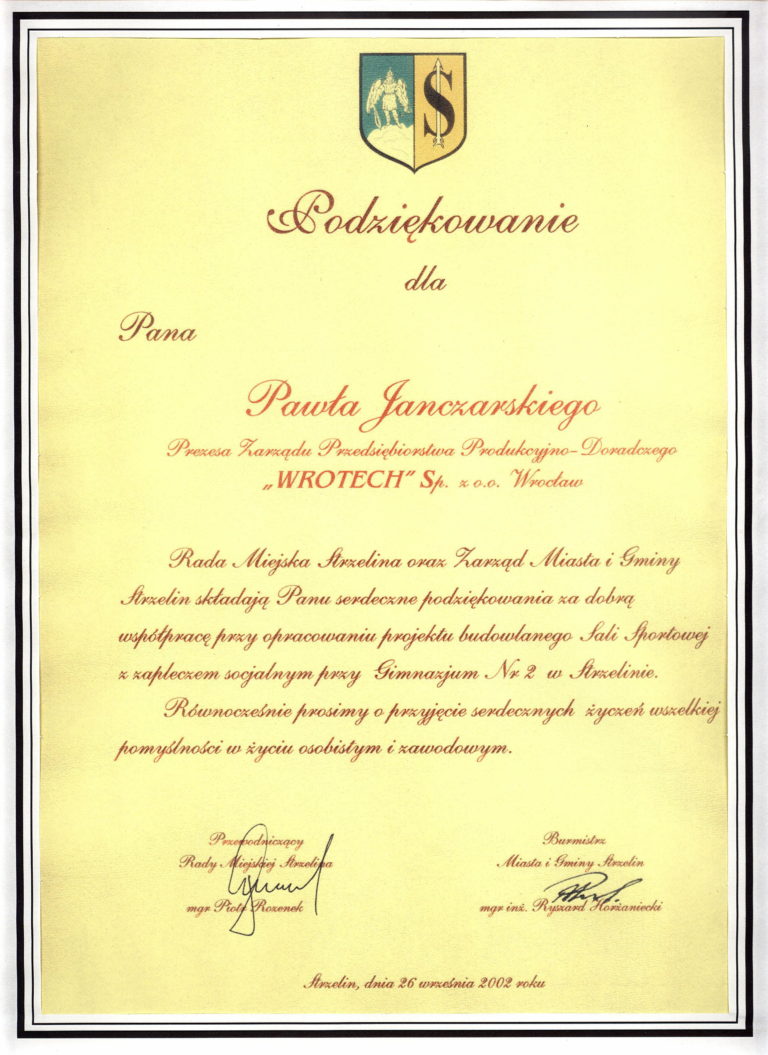 S
Podziękowanie
dla
Pana
Pawła Janczarskiego
Prezesa Zarządu Przedsiębiorstwa Produkcyjno-Doradczego
„WROTECH" Sp. z o.o. Wrocław
Rada Miejska Strzelina oraz Zarząd Miasta i Gminy
Strzelin składają Panu serdeczne podziękowania za dobrą
współpracę przy opracowaniu projektu budowlanego Sali Sportowej
z zapleczem socjalnym przy Gimnazjum Nr 2 w Strzelinie.
Równocześnie prosimy o przyjęcie serdecznych życzeń wszelkiej
pomyślności w życiu osobistym i zawodowym.
Przewodniczący
Rady Miejskiej Strzelina
mgr Piotr Rozenek
Burmistrz
Miasta i Gminy Strzelin
mgr inż. Ryszard Horżaniecki
Strzelin, dnia 26 września 2002 roku